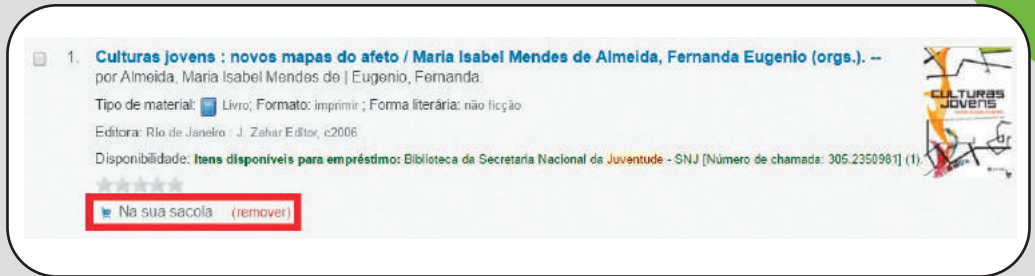 1. Culturas jovens : novos mapas do afeto / Maria Isabel Mendes de Almeida, Fernanda Eugenio (orgs.). --
por Almeida, Maria Isabel Mendes de | Eugenio, Fernanda.
Tipo de material: Livro; Formato: imprimir ; Forma literária: não ficção
Editora: Rio de Janeiro : J. Zahar Editor, c2006
Disponibilidade: Itens disponíveis para empréstimo: Biblioteca da Secretaria Nacional da Juventude - SNJ [Número de chamada: 305.2350981] (1).
Na sua sacola (remover)
CULTURAS
JOVENS